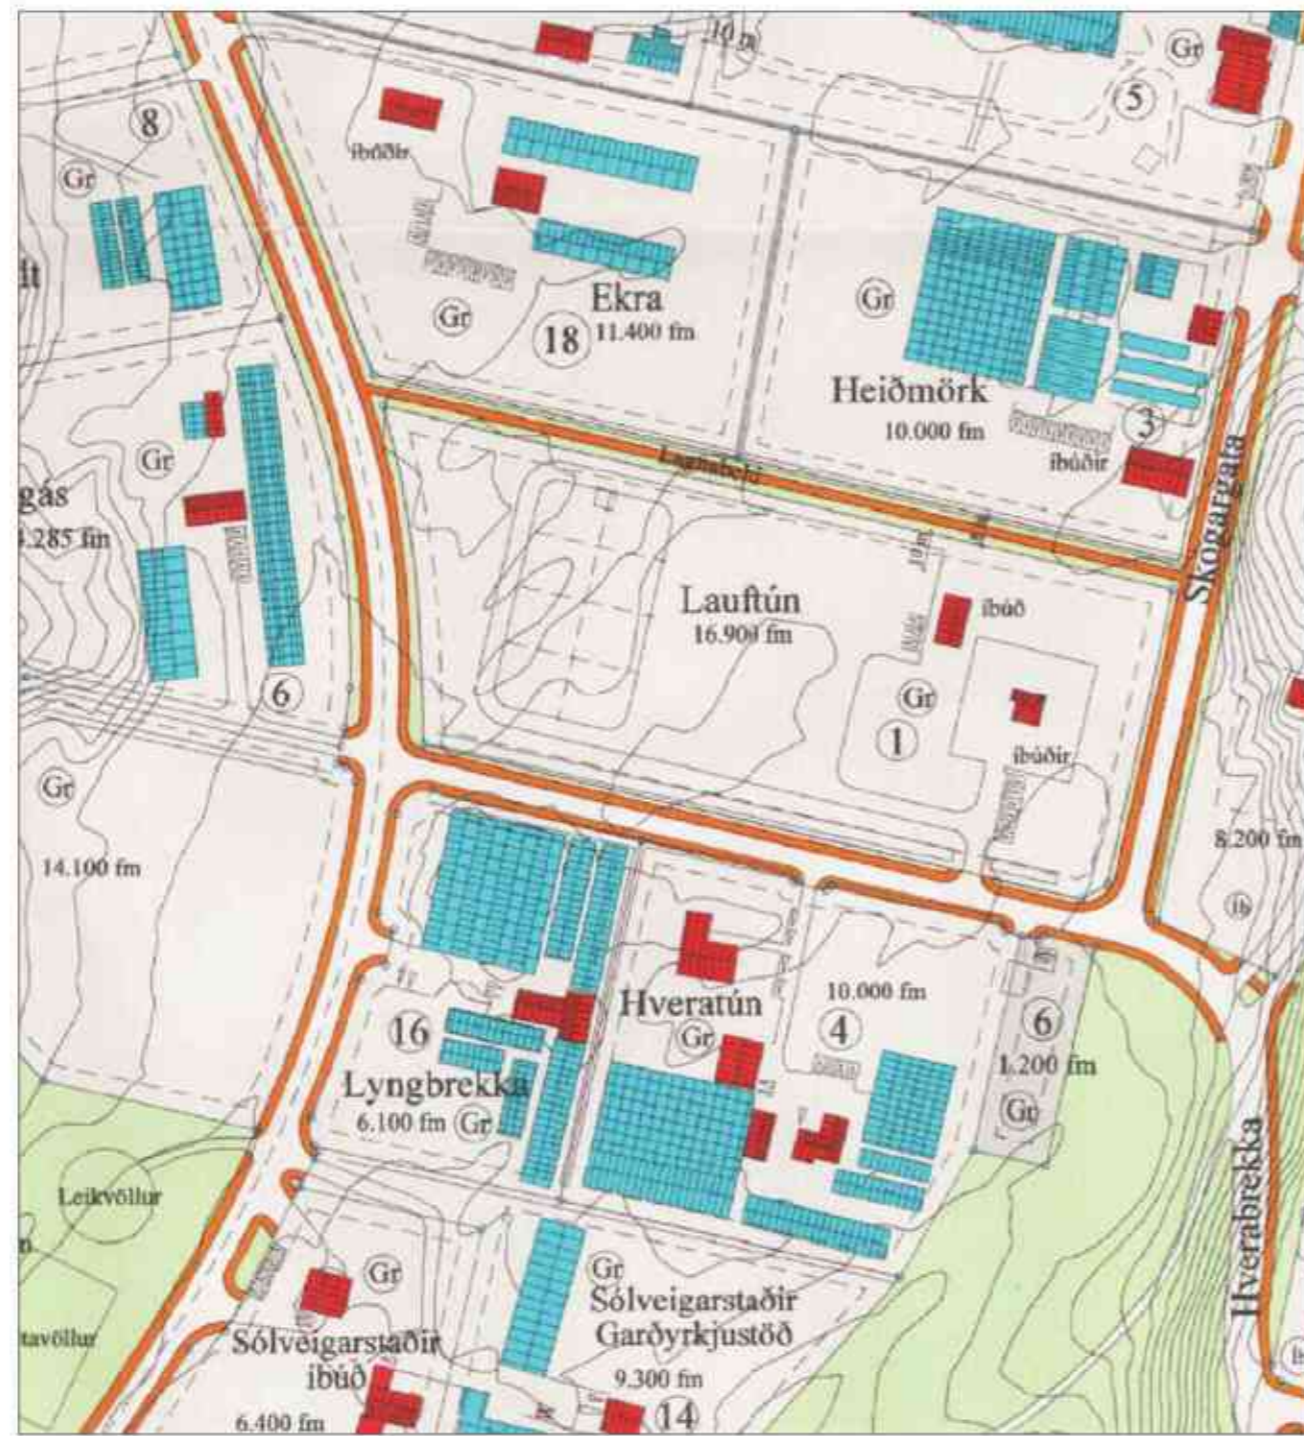 10 m
Gr
5
8
íbúðir
Gr
Ekra
11.400 fm
18
Gr
Gr
Heiðmörk
10.000 fm
3
íbúðir
Gr
gás
Lagnabelti
Skógargata
Lauftún
16.900 fm
íbúð
6
Gr
1
íbúðir
Gr
14.100 fm
8.200 fm
íb
Hveratún
10.000 fm
Gr
4
6
1.200 fm
Gr
16
Lyngbrekka
6.100 fm
Gr
Leikvöllur
Hverabrekka
Gr
Gr
Sólveigarstaðir
Garðyrkjustöð
9.300 fm
14
tavöllur
Sólveigarstaðir
íbúð
6.400 fm